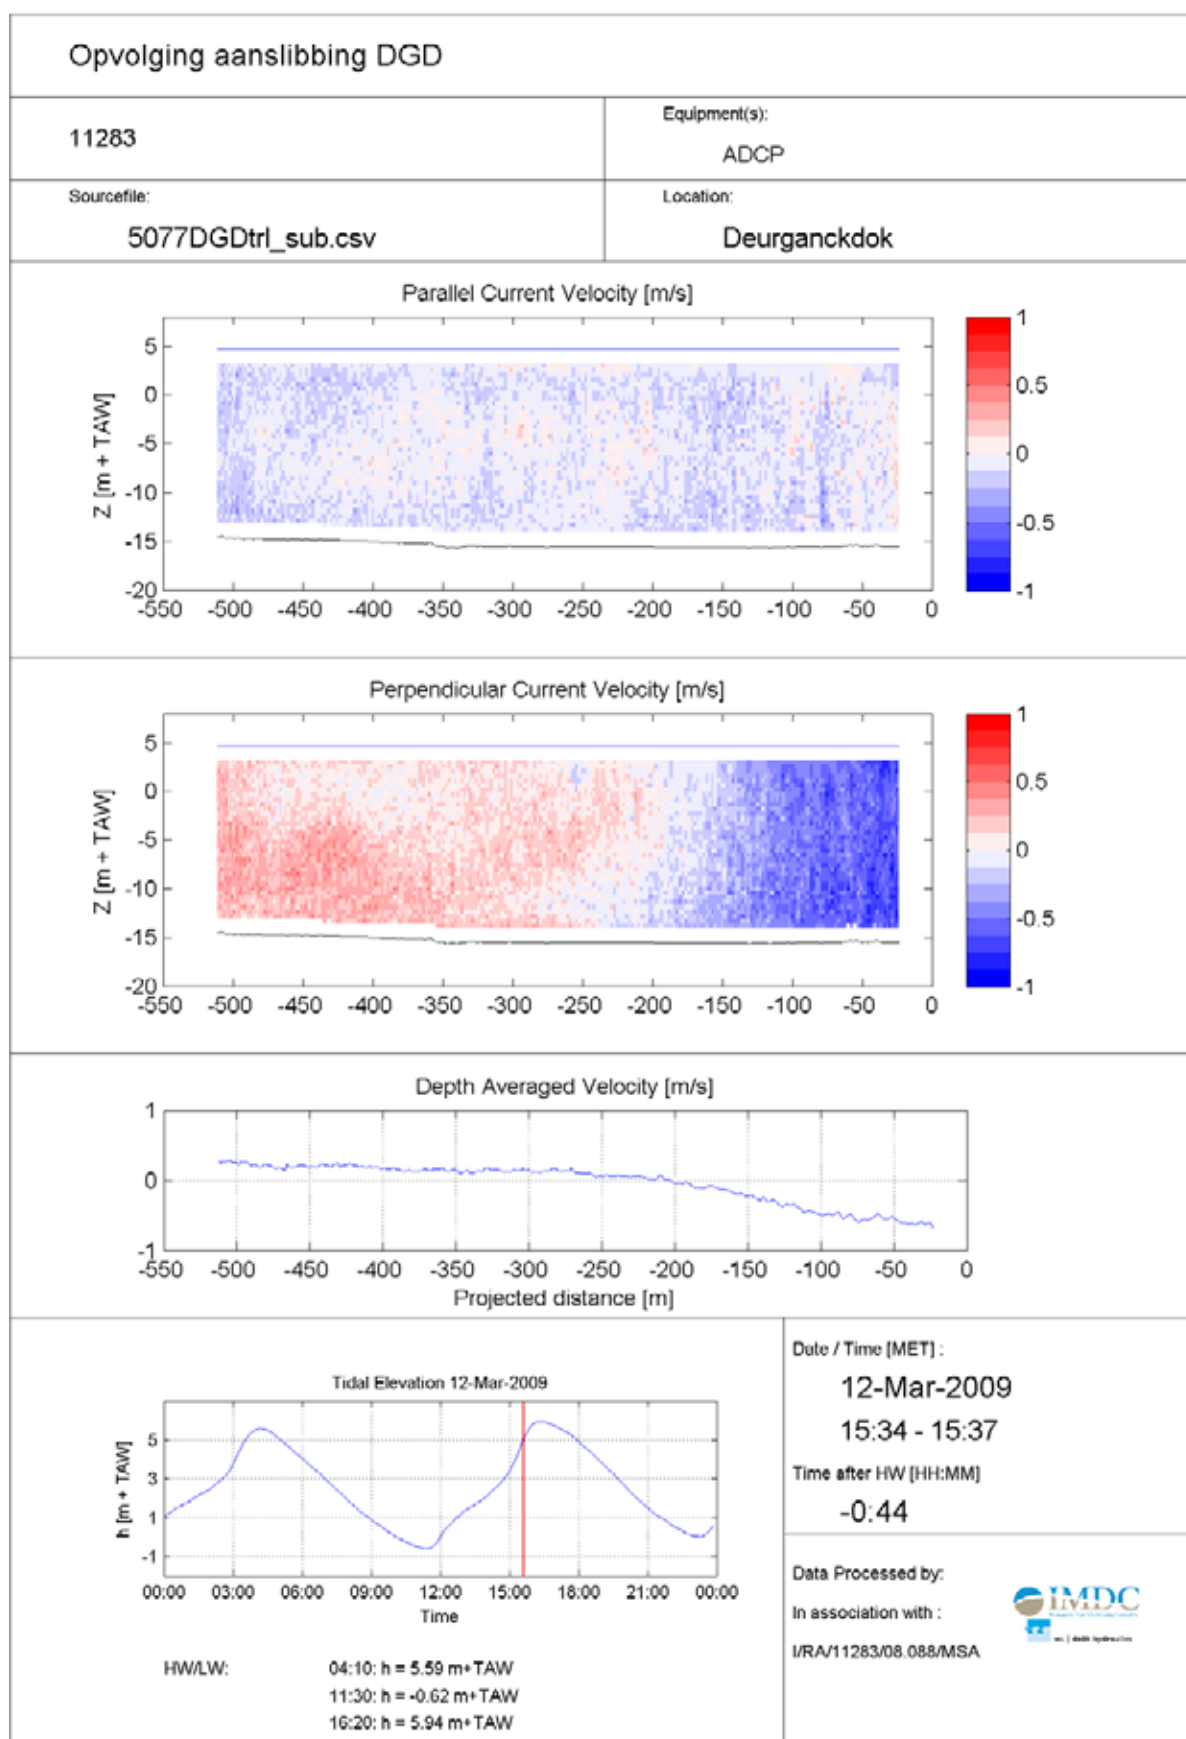 Opvolging aanslibbing DGD
11283
Equipment(s):
ADCP
Sourcefile:
5077DGDtrl_sub.csv
Location:
Deurganckdok
Parallel Current Velocity [m/s]
5
0
-5
-10
-15
-20
Z [m + TAW]
-550 -500 -450 -400 -350 -300 -250 -200 -150 -100 -50 0
1
0.5
0
-0.5
-1
Perpendicular Current Velocity [m/s]
5
0
-5
-10
-15
-20
Z [m + TAW]
-550 -500 -450 -400 -350 -300 -250 -200 -150 -100 -50 0
1
0.5
0
-0.5
-1
Depth Averaged Velocity [m/s]
1
0
-1
-550 -500 -450 -400 -350 -300 -250 -200 -150 -100 -50 0
Projected distance [m]
Tidal Elevation 12-Mar-2009
5
3
1
-1
h [m + TAW]
00:00 03:00 06:00 09:00 12:00 15:00 18:00 21:00 00:00
Time
HW/LW:
04:10: h = 5.59 m+TAW
11:30: h = -0.62 m+TAW
16:20: h = 5.94 m+TAW
Date / Time [MET] :
12-Mar-2009
15:34 - 15:37
Time after HW [HH:MM]
-0:44
Data Processed by:
In association with :
I/RA/11283/08.088/MSA
IMDC
wl | delft hydraulics